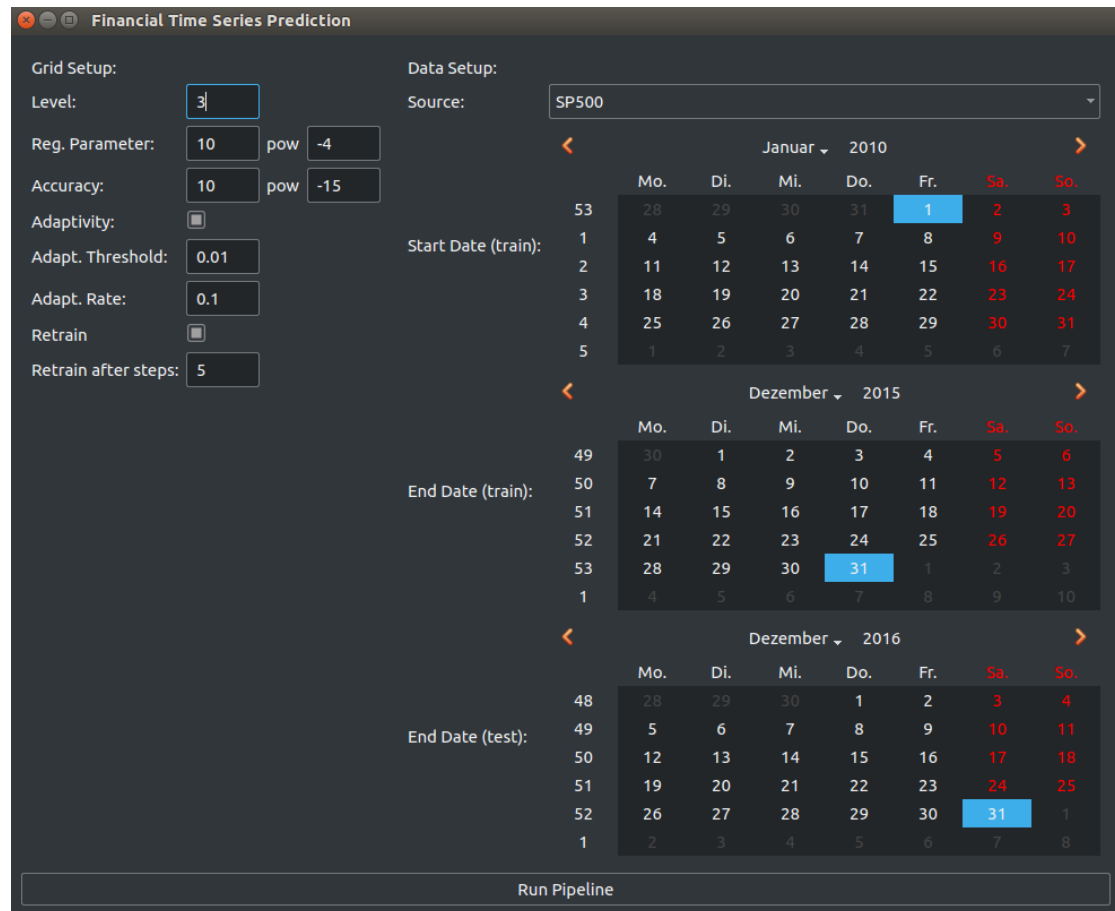 Financial Time Series Prediction
Grid Setup:
Level: 3
Reg. Parameter: 10 pow -4
Accuracy: 10 pow -15
Adaptivity:
Adapt. Threshold: 0.01
Adapt. Rate: 0.1
Retrain
Retrain after steps: 5
Data Setup:
Source: SP500
Start Date (train):
Januar 2010
Mo. Di. Mi. Do. Fr. Sa. So.
53 28 29 30 31 1 2 3
1 4 5 6 7 8 9 10
2 11 12 13 14 15 16 17
3 18 19 20 21 22 23 24
4 25 26 27 28 29 30 31
5 1 2 3 4 5 6 7
End Date (train):
Dezember 2015
Mo. Di. Mi. Do. Fr. Sa. So.
49 30 1 2 3 4 5 6
50 7 8 9 10 11 12 13
51 14 15 16 17 18 19 20
52 21 22 23 24 25 26 27
53 28 29 30 31 1 2 3
1 4 5 6 7 8 9 10
End Date (test):
Dezember 2016
Mo. Di. Mi. Do. Fr. Sa. So.
48 28 29 30 1 2 3 4
49 5 6 7 8 9 10 11
50 12 13 14 15 16 17 18
51 19 20 21 22 23 24 25
52 26 27 28 29 30 31 1
1 2 3 4 5 6 7 8
Run Pipeline